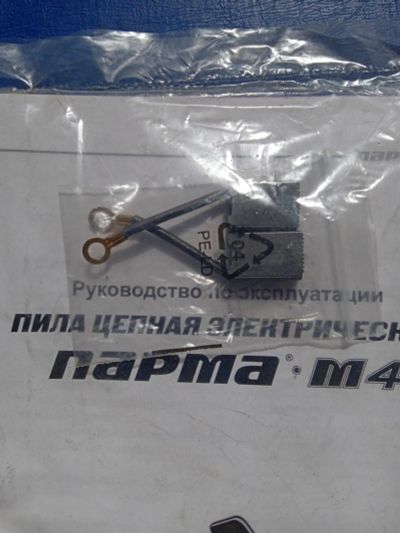 04
PE-LD
Руководство по эксплуатации
ПИЛА ЦЕПНАЯ ЭЛЕКТРИЧЕСК
ПАРМА® · М4